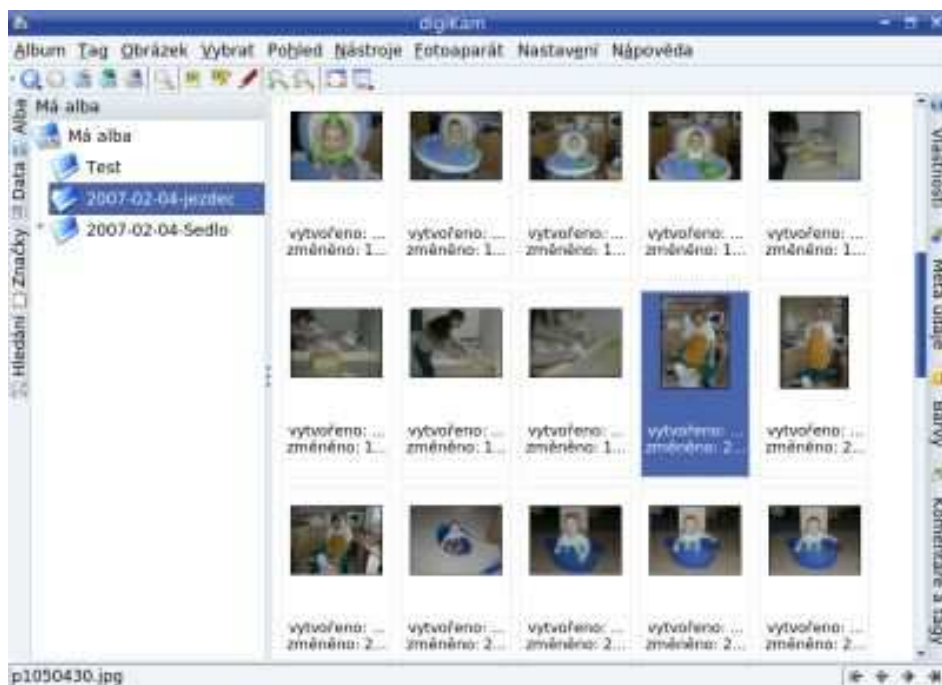 digiKam
Album Tag Obrázek Vybrat Pohled Nástroje Fotoaparát Nastavení Nápověda
Má alba
Má alba
Test
2007-02-04-jezdec
2007-02-04-Sedlo
Alba
Data
Značky
Hledání
vytvořeno: ... vytvořeno: ... vytvořeno: ... vytvořeno: ... vytvořeno: ...
změněno: 1... změněno: 1... změněno: 1... změněno: 1... změněno: 1...
vytvořeno: ... vytvořeno: ... vytvořeno: ... vytvořeno: ... vytvořeno: ...
změněno: 1... změněno: 1... změněno: 1... změněno: 2... změněno: 2...
vytvořeno: ... vytvořeno: ... vytvořeno: ... vytvořeno: ... vytvořeno: ...
změněno: 2... změněno: 2... změněno: 2... změněno: 2... změněno: 2...
Vlastnosti
Meta údaje
Barvy
Komentáře a tagy
p1050430.jpg